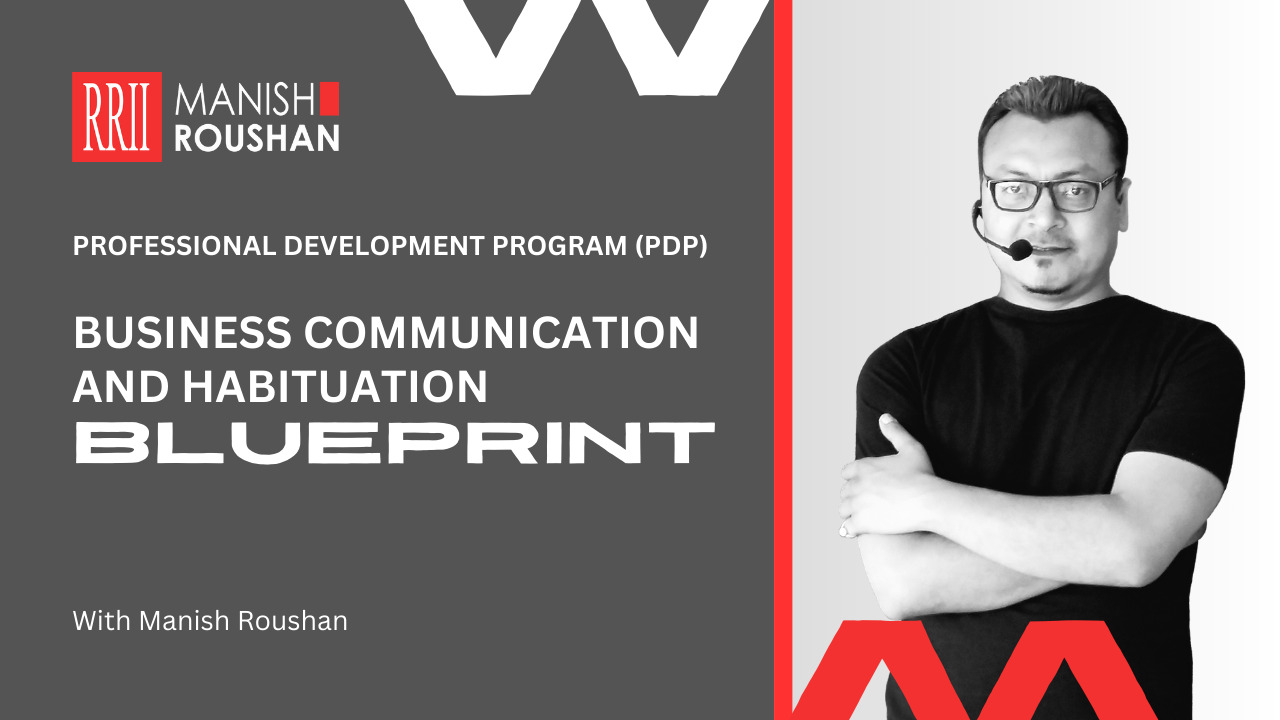 RRII
MANISH
ROUSHAN
PROFESSIONAL DEVELOPMENT PROGRAM (PDP)
BUSINESS COMMUNICATION
AND HABITUATION
BLUEPRINT
With Manish Roushan